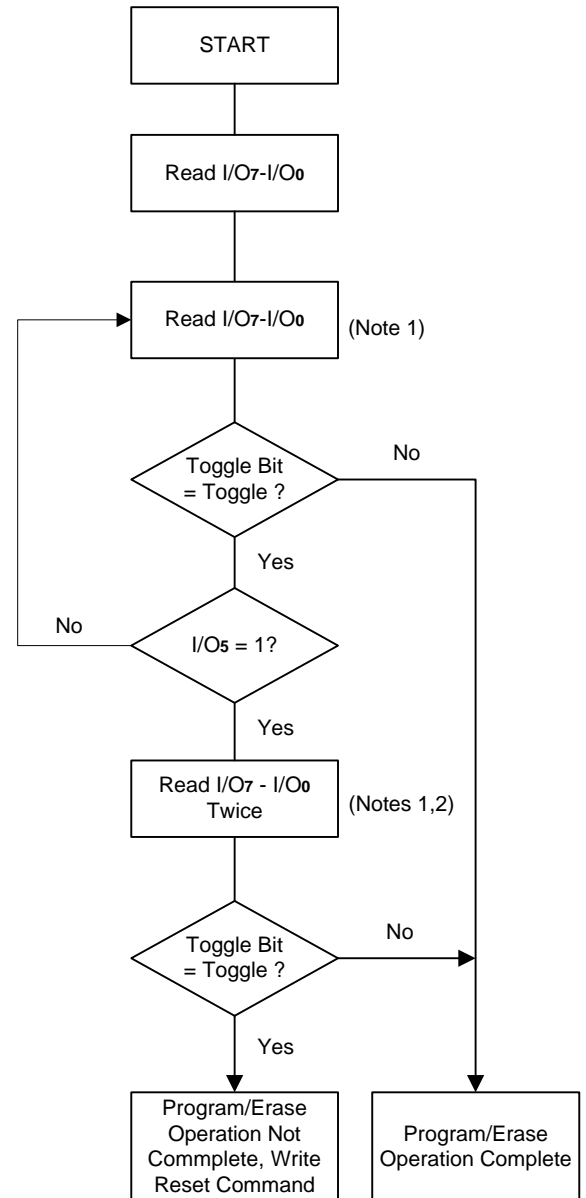 START
Read I/O7-I/O0
Read I/O7-I/O0
(Note 1)
Toggle Bit
= Toggle ?
No
Yes
No
I/O5 = 1?
Yes
Read I/O7 - I/O0
Twice
(Notes 1,2)
Toggle Bit
= Toggle ?
No
Yes
Program/Erase
Operation Not
Commplete, Write
Reset Command
Program/Erase
Operation Complete